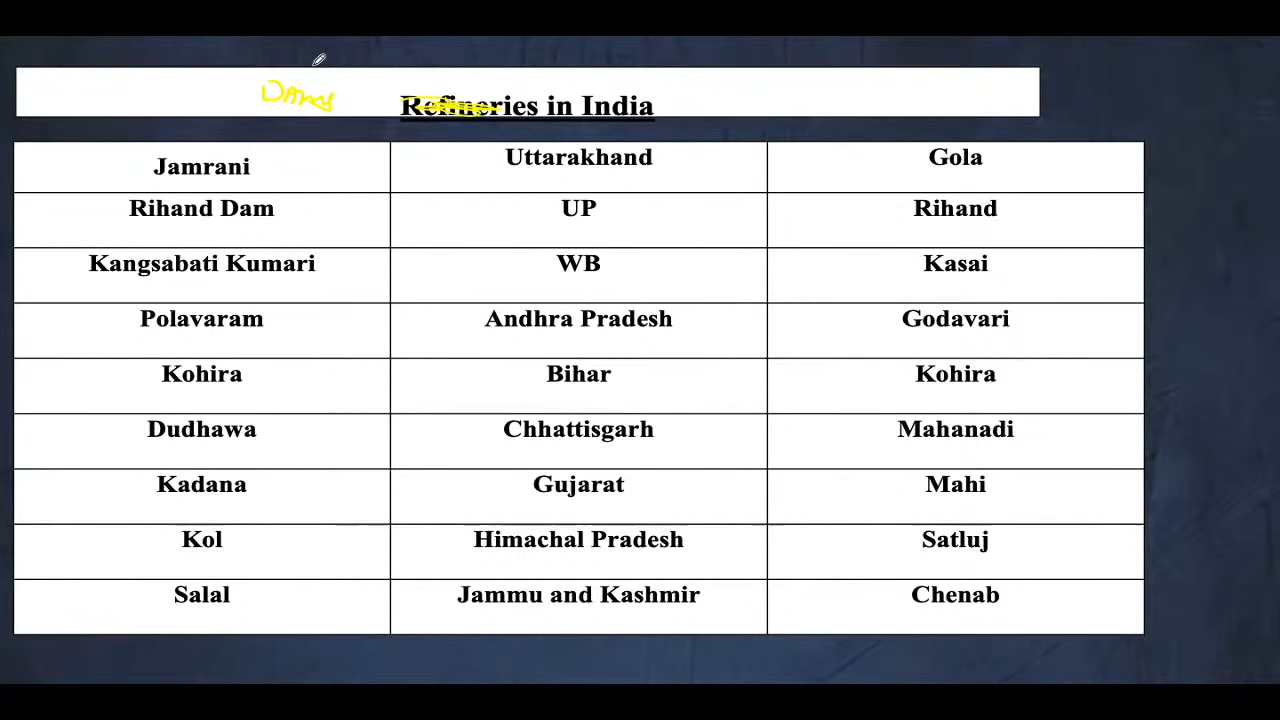 Dams Refineries in India
Jamrani Uttarakhand Gola
Rihand Dam UP Rihand
Kangsabati Kumari WB Kasai
Polavaram Andhra Pradesh Godavari
Kohira Bihar Kohira
Dudhawa Chhattisgarh Mahanadi
Kadana Gujarat Mahi
Kol Himachal Pradesh Satluj
Salal Jammu and Kashmir Chenab